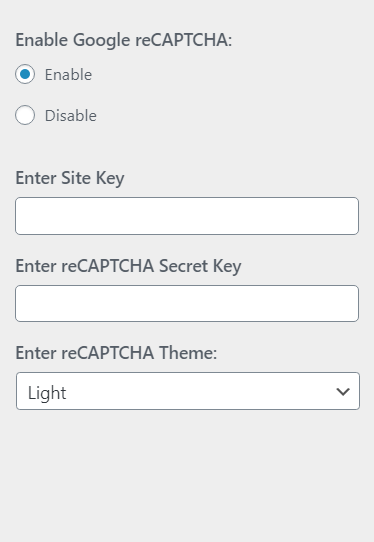 Enable Google reCAPTCHA:
Enable
Disable
Enter Site Key
Enter reCAPTCHA Secret Key
Enter reCAPTCHA Theme:
Light